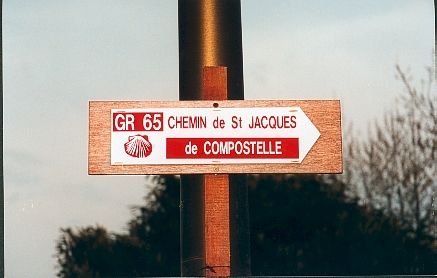 GR 65 CHEMIN de St JACQUES
de COMPOSTELLE